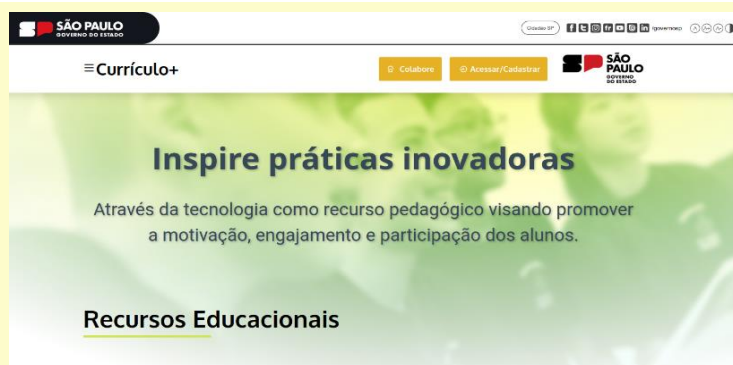 SÃO PAULO
GOVERNO DO ESTADO
Cidadão SP
/governosp
≡Currículo+
Colabore
Acessar/Cadastrar
SÃO
PAULO
GOVERNO
DO ESTADO
Inspire práticas inovadoras
Através da tecnologia como recurso pedagógico visando promover
a motivação, engajamento e participação dos alunos.
Recursos Educacionais